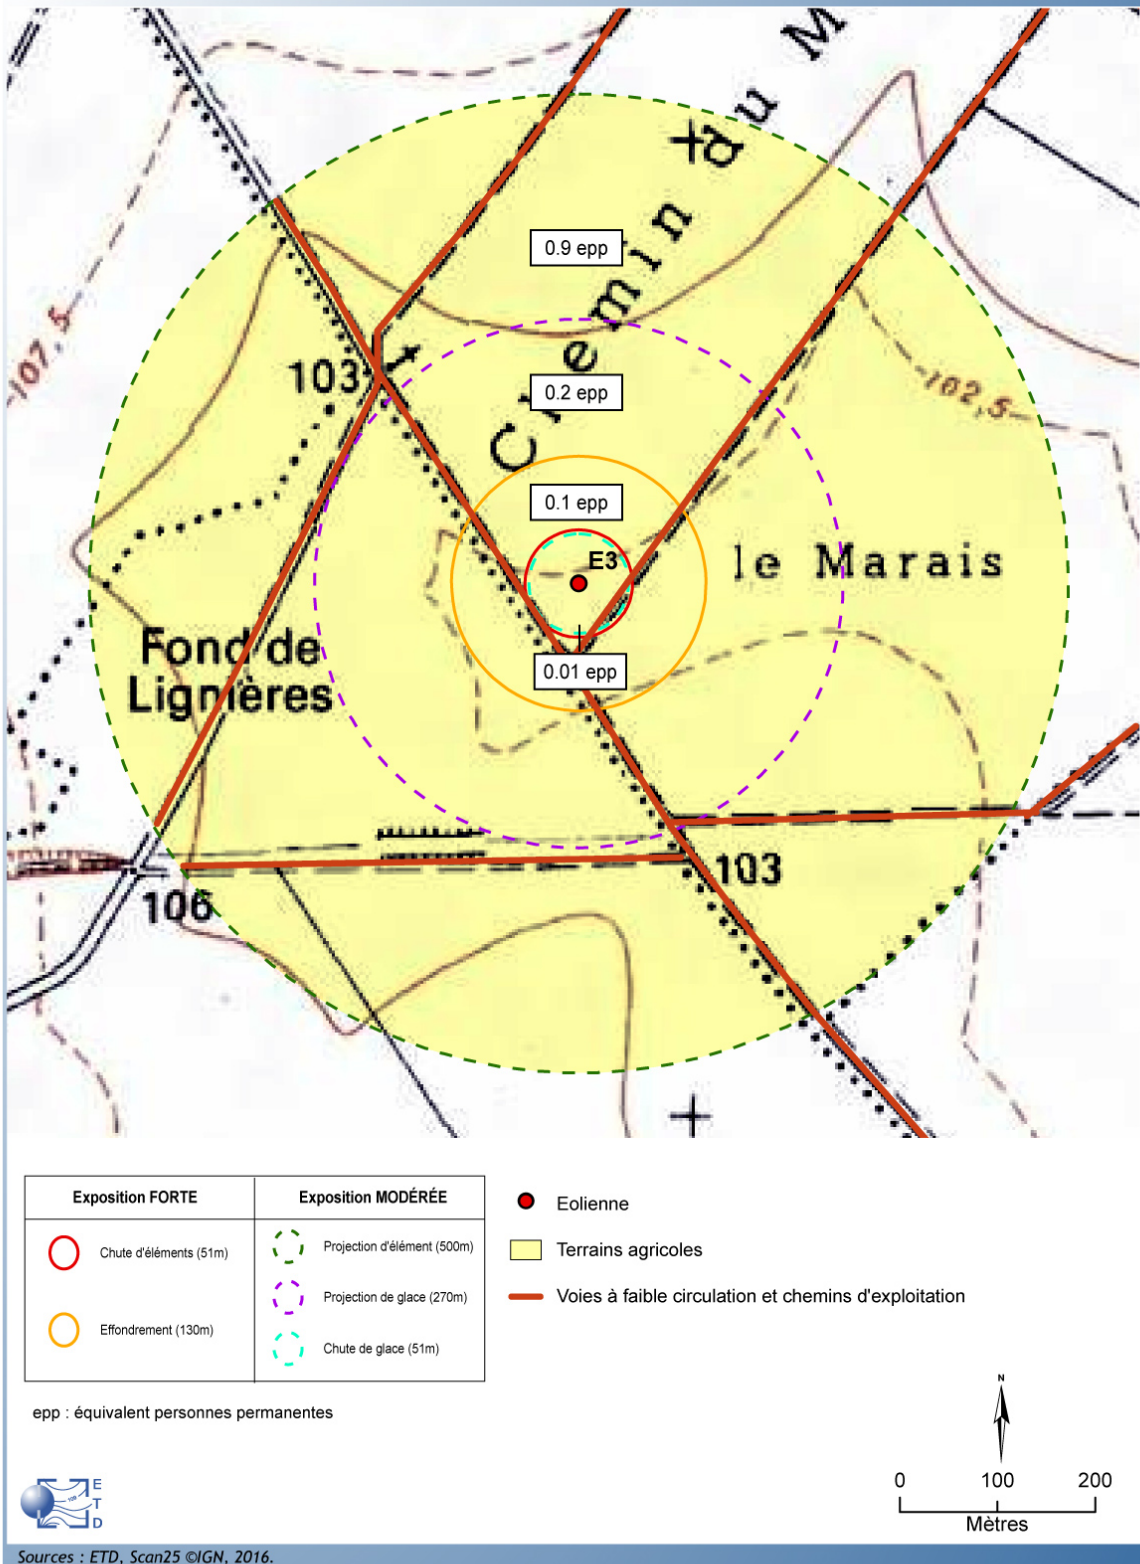 Chemin du M
0.9 epp
107,5
103
0.2 epp
102,5
0.1 epp
E3
le Marais
Fond de
Lignières
0.01 epp
103
106
Exposition FORTE
Exposition MODÉRÉE
Chute d'éléments (51m)
Effondrement (130m)
Projection d'élément (500m)
Projection de glace (270m)
Chute de glace (51m)
Eolienne
Terrains agricoles
Voies à faible circulation et chemins d'exploitation
epp : équivalent personnes permanentes
N
0 100 200
Mètres
E
T
D
Sources : ETD, Scan25 ©IGN, 2016.